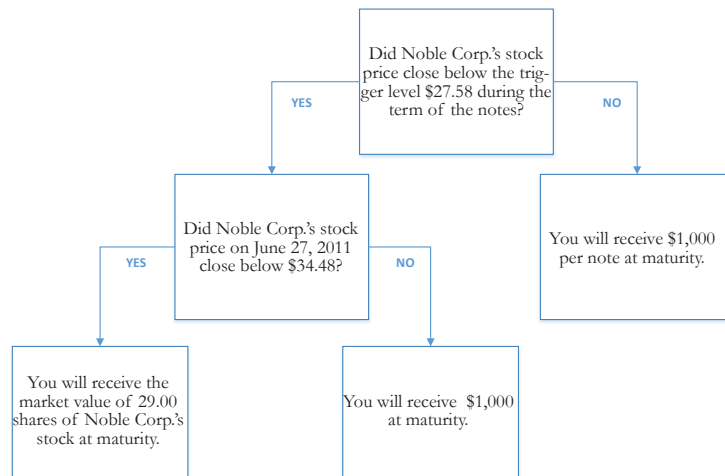 Did Noble Corp.'s stock
price close below the trig-
ger level $27.58 during the
term of the notes?
YES
NO
Did Noble Corp.'s stock
price on June 27, 2011
close below $34.48?
You will receive $1,000
per note at maturity.
YES
NO
You will receive the
market value of 29.00
shares of Noble Corp.'s
stock at maturity.
You will receive $1,000
at maturity.